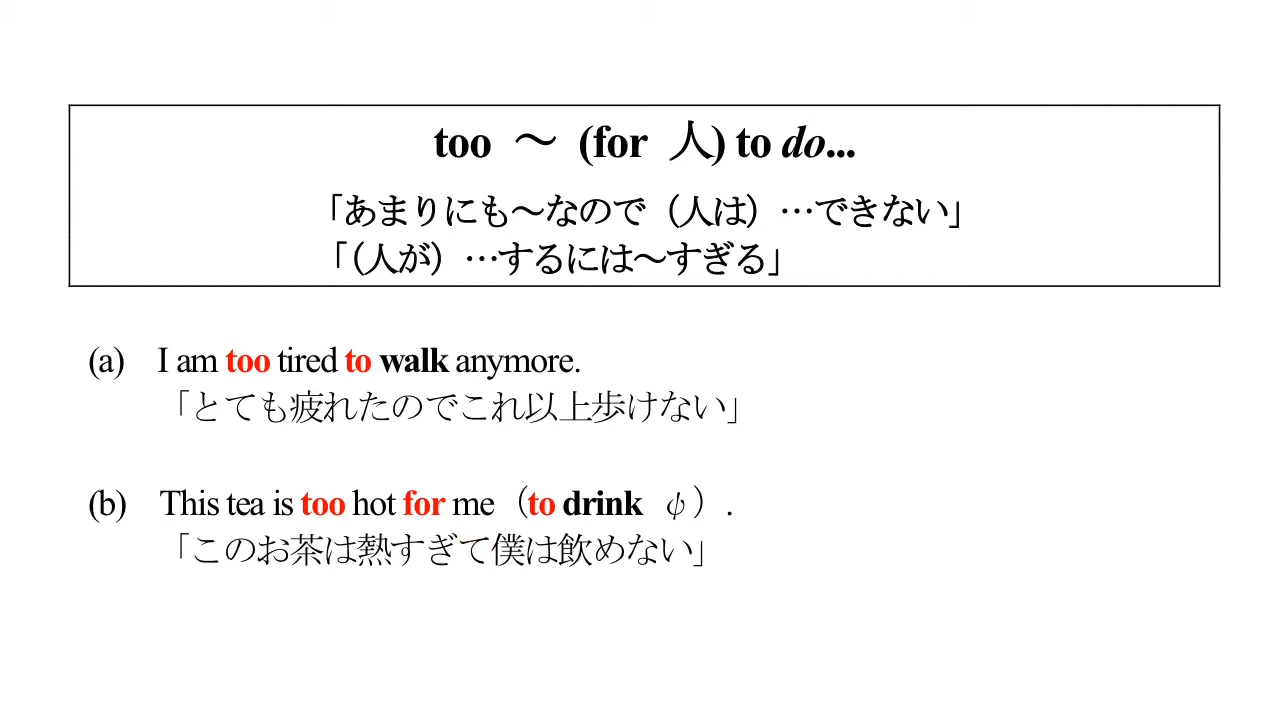 too ～ (for 人) to do...
「あまりにも～なので（人は）…できない」
「（人が）…するには～すぎる」
(a) I am too tired to walk anymore.
「とても疲れたのでこれ以上歩けない」
(b) This tea is too hot for me（to drink φ）.
「このお茶は熱すぎて僕は飲めない」